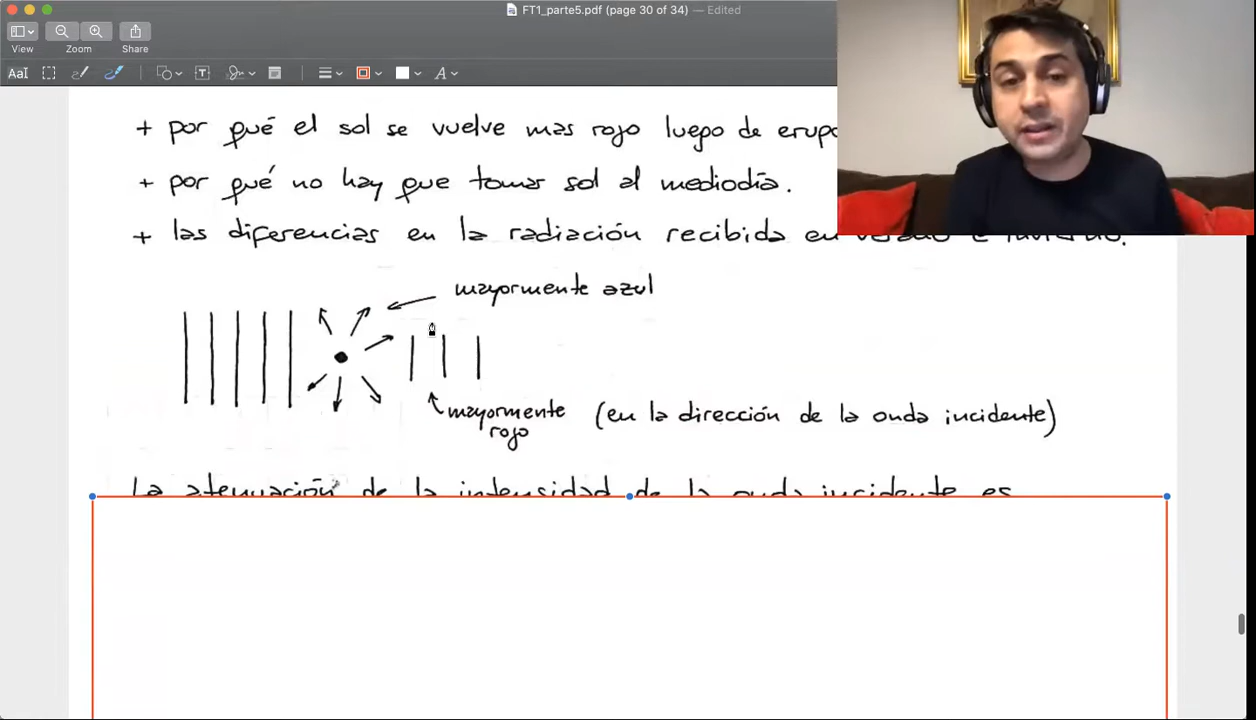 FT1_parte5.pdf (page 30 of 34) — Edited
View
Zoom
Share
AaI
T
A
+ por qué el sol se vuelve mas rojo luego de
+ por qué no hay que tomar sol al mediodía.
+ las diferencias en la radiación recibida en verano e invierno.
mayormente azul
mayormente (en la dirección de la onda incidente)
rojo
La atenuación de la intensidad de la onda incidente es